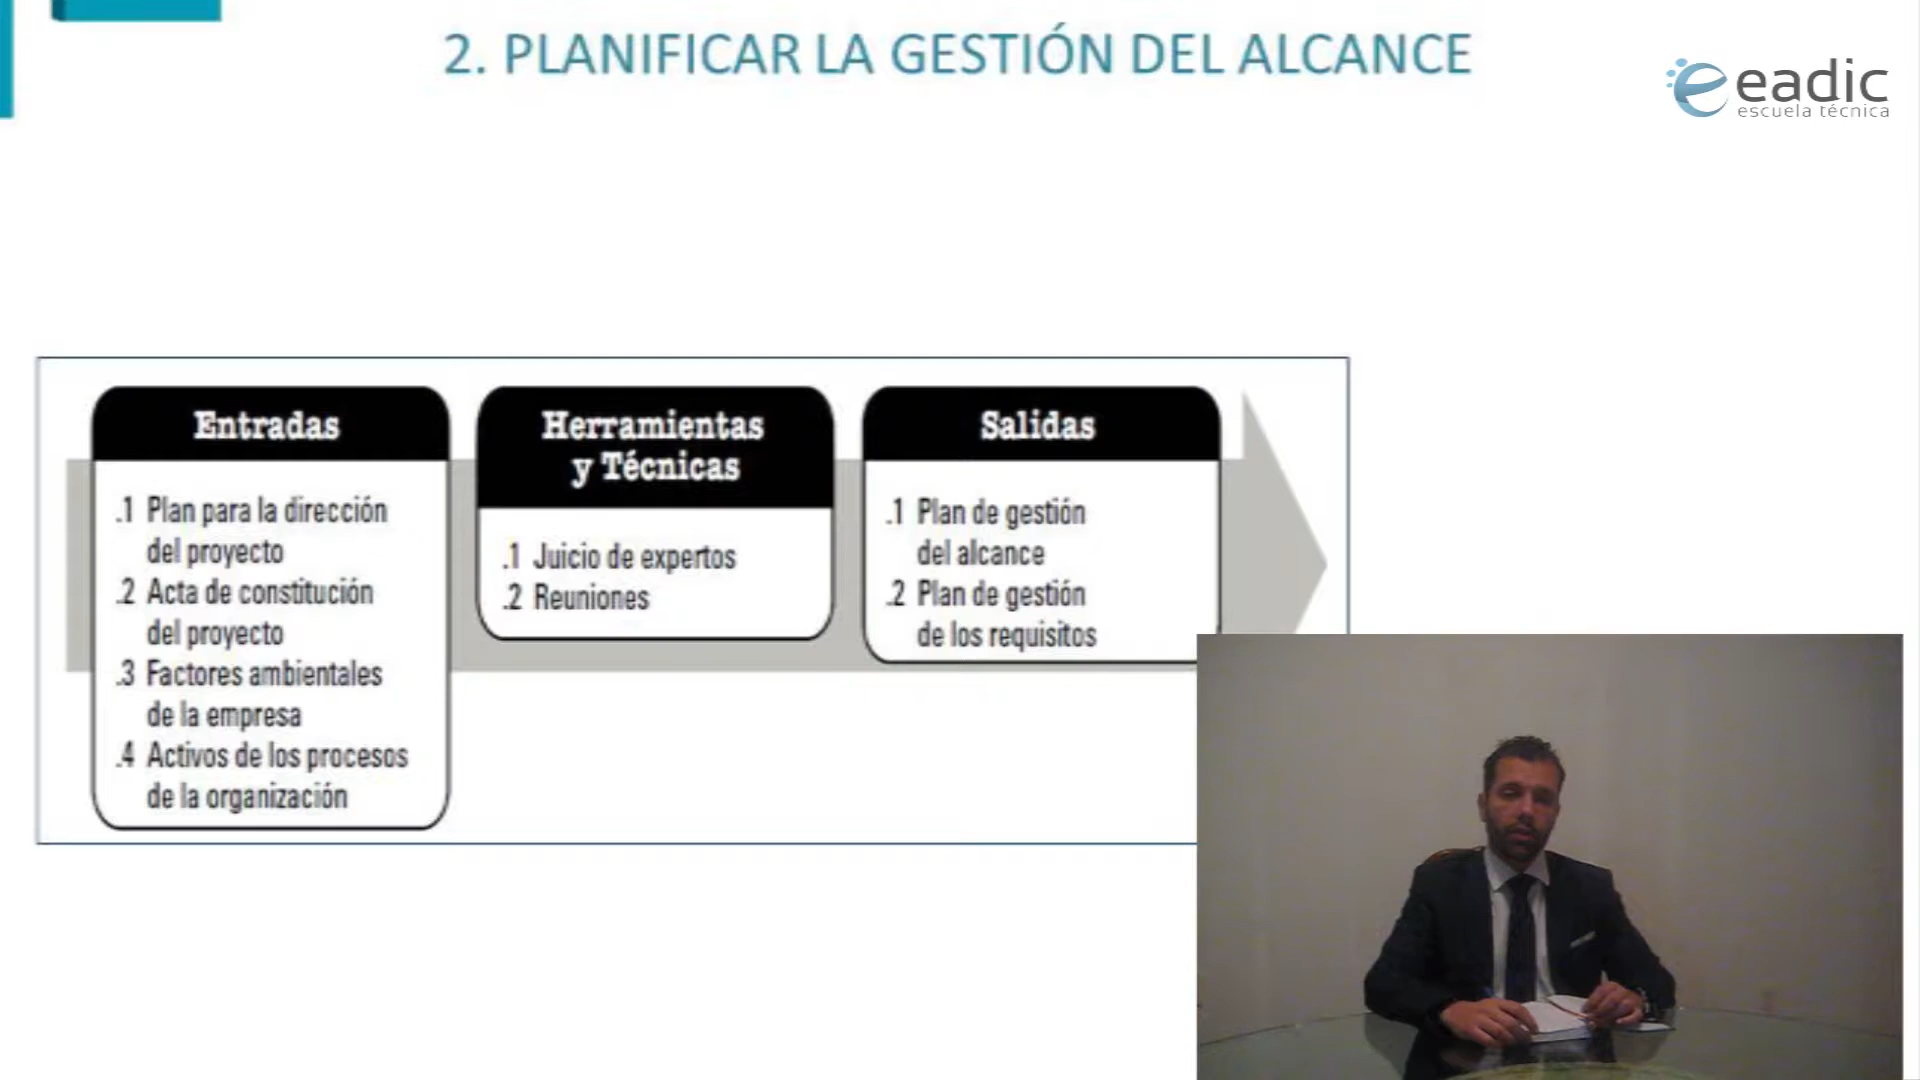 2. PLANIFICAR LA GESTIÓN DEL ALCANCE
eadic
escuela técnica
Entradas
.1 Plan para la dirección
del proyecto
.2 Acta de constitución
del proyecto
.3 Factores ambientales
de la empresa
.4 Activos de los procesos
de la organización
Herramientas
y Técnicas
.1 Juicio de expertos
.2 Reuniones
Salidas
.1 Plan de gestión
del alcance
.2 Plan de gestión
de los requisitos